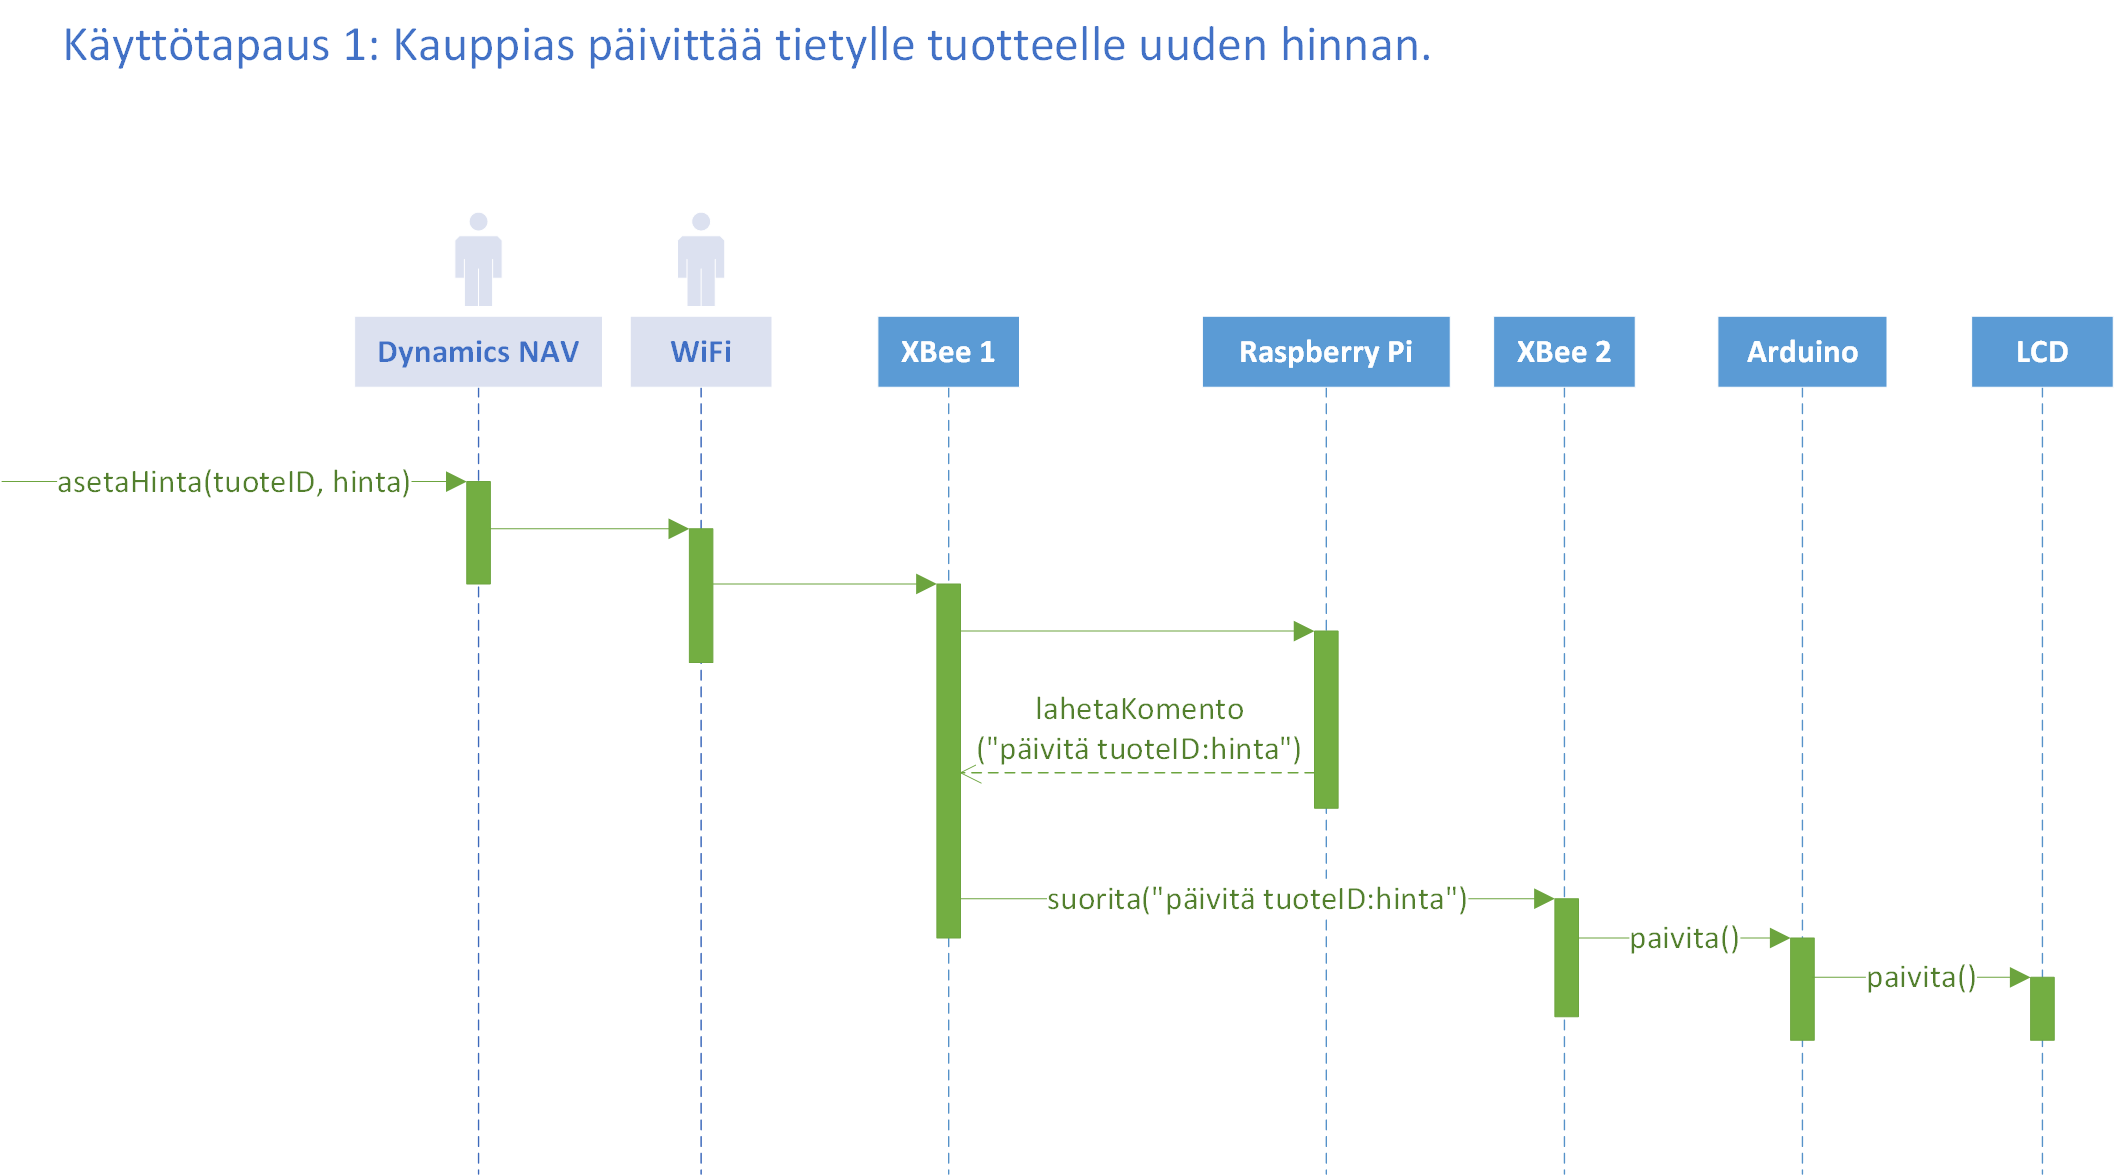 Käyttötapaus 1: Kauppias päivittää tietylle tuotteelle uuden hinnan.
Dynamics NAV
WiFi
XBee 1
Raspberry Pi
XBee 2
Arduino
LCD
asetaHinta(tuoteID, hinta)
lahetaKomento
("päivitä tuoteID:hinta")
suorita("päivitä tuoteID:hinta")
paivita()
paivita()